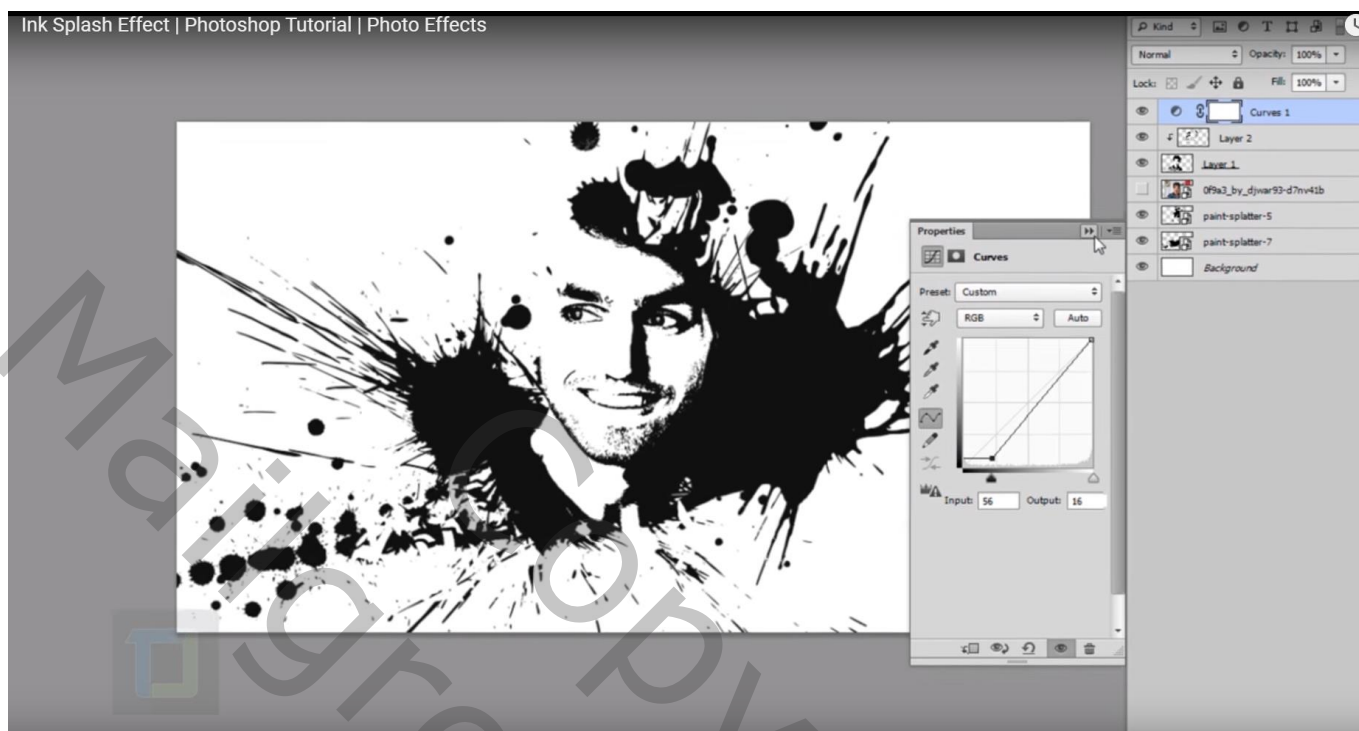 Ink Splash Effect | Photoshop Tutorial | Photo Effects
Kind
Normal Opacity: 100%
Lock: Fill: 100%
Curves 1
Layer 2
Layer 1
0f9a3_by_djwar93-d7nv41b
paint-splatter-5
paint-splatter-7
Background
Properties
Curves
Preset: Custom
RGB Auto
Input: 56 Output: 16